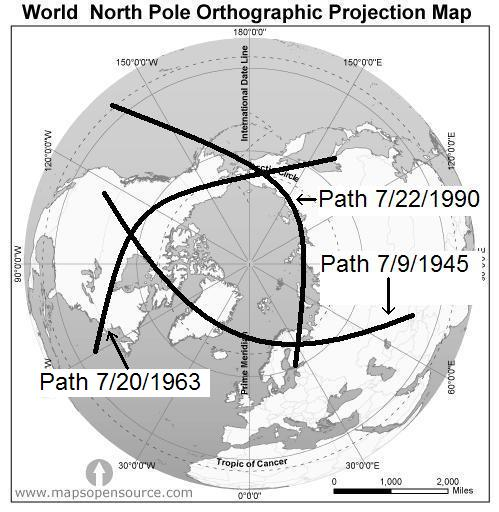 World North Pole Orthographic Projection Map
180°0'0"
150°0'0"W
150°0'0"E
International Date Line
120°0'0"W
120°0'0"E
Path 7/22/1990
Path 7/9/1945
90°0'0"W
Path 7/20/1963
Prime Meridian
60°0'0"E
Tropic of Cancer
30°0'0"W
30°0'0"E
0°0'0"
0 1,000 2,000
Miles
www.mapsopensource.com